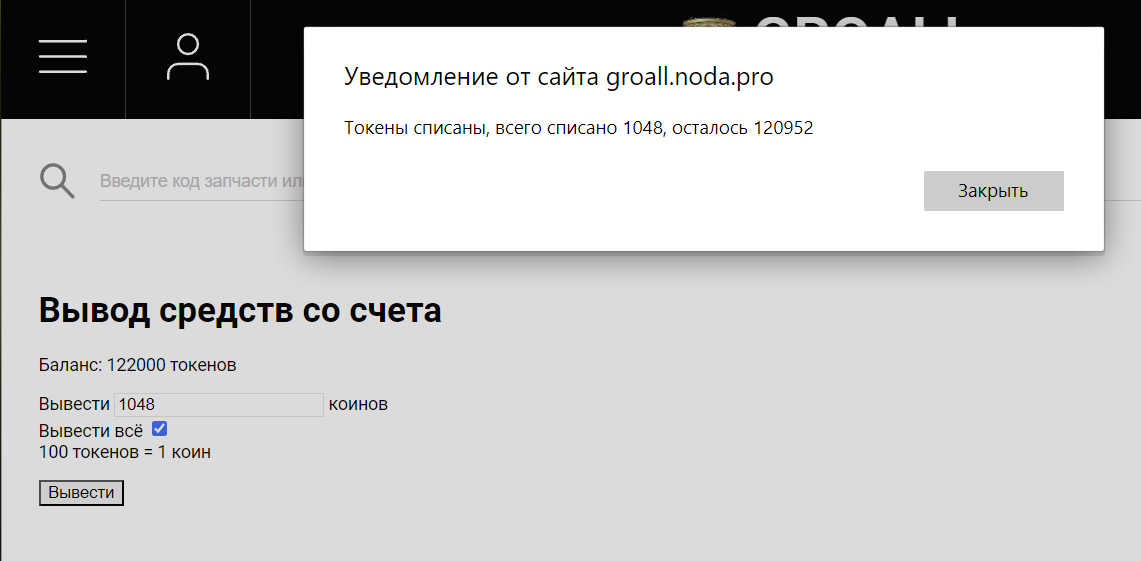 Уведомление от сайта groall.noda.pro
Токены списаны, всего списано 1048, осталось 120952
Закрыть
Введите код запчасти
Вывод средств со счета
Баланс: 122000 токенов
Вывести 1048 коинов
Вывести всё
100 токенов = 1 коин
Вывести